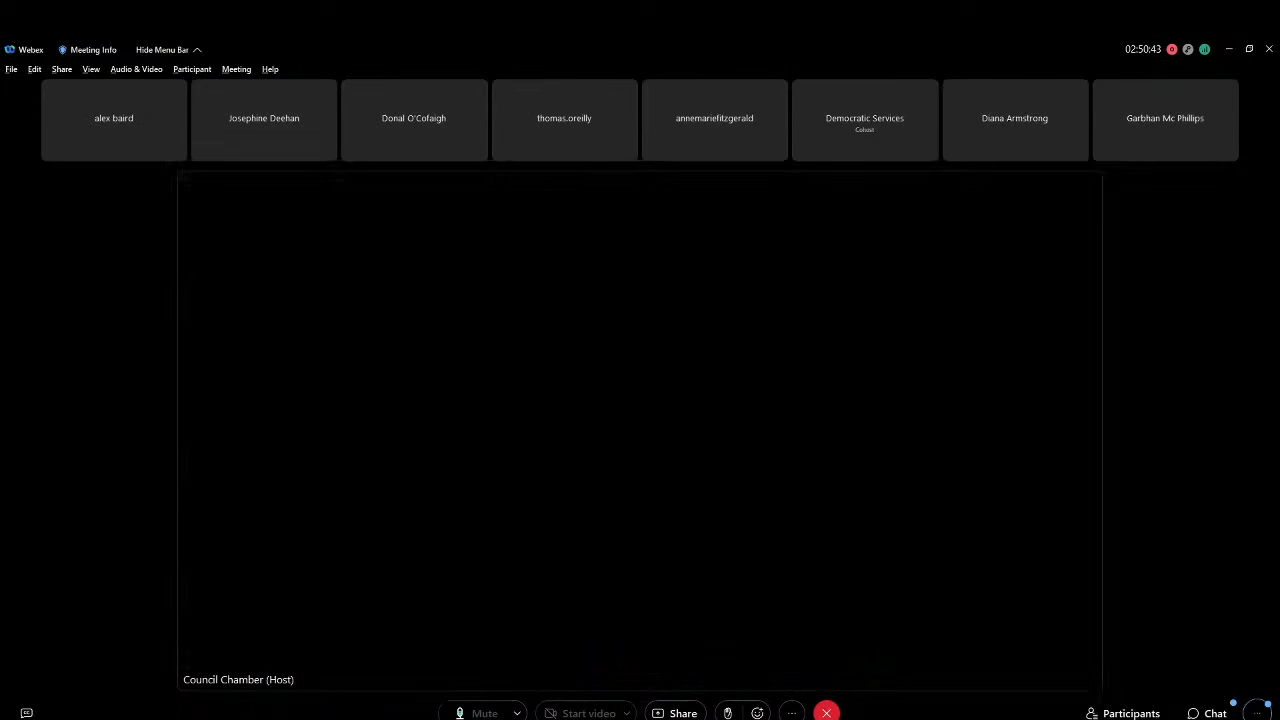 Webex Meeting Info Hide Menu Bar 02:50:43
File Edit Share View Audio & Video Participant Meeting Help
alex baird Josephine Deehan Donal O'Cofaigh thomas.oreilly annemariefitzgerald Democratic Services Diana Armstrong Garbhan Mc Phillips
Cohost
Council Chamber (Host)
Mute Start video Share Participants Chat